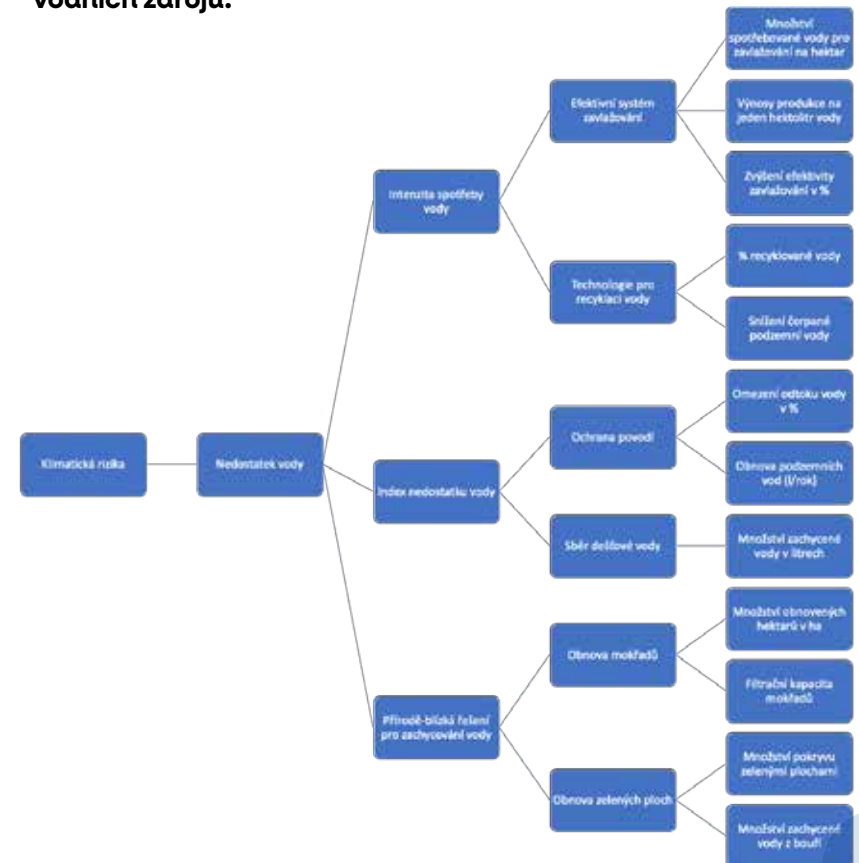 vodních zdrojů.
Množství
spotřebované vody pro
zavlažování na hektar
Efektivní systém
zavlažování
Výnosy produkce na
jeden hektolitr vody
Zvýšení efektivity
zavlažování v %
Intenzita spotřeby
vody
% recyklované vody
Technologie pro
recyklaci vody
Snížení čerpané
podzemní vody
Omezení odtoku vody
v %
Ochrana povodí
Obnova podzemních
vod (l/rok)
Klimatická rizika
Nedostatek vody
Index nedostatku vody
Sběr dešťové vody
Množství zachycené
vody v litrech
Množství obnovených
hektarů v ha
Obnova mokřadů
Filtrační kapacita
mokřadů
Přírodě-blízká řešení
pro zachycování vody
Množství pokryvu
zelenými plochami
Obnova zelených ploch
Množství zachycené
vody z bouří